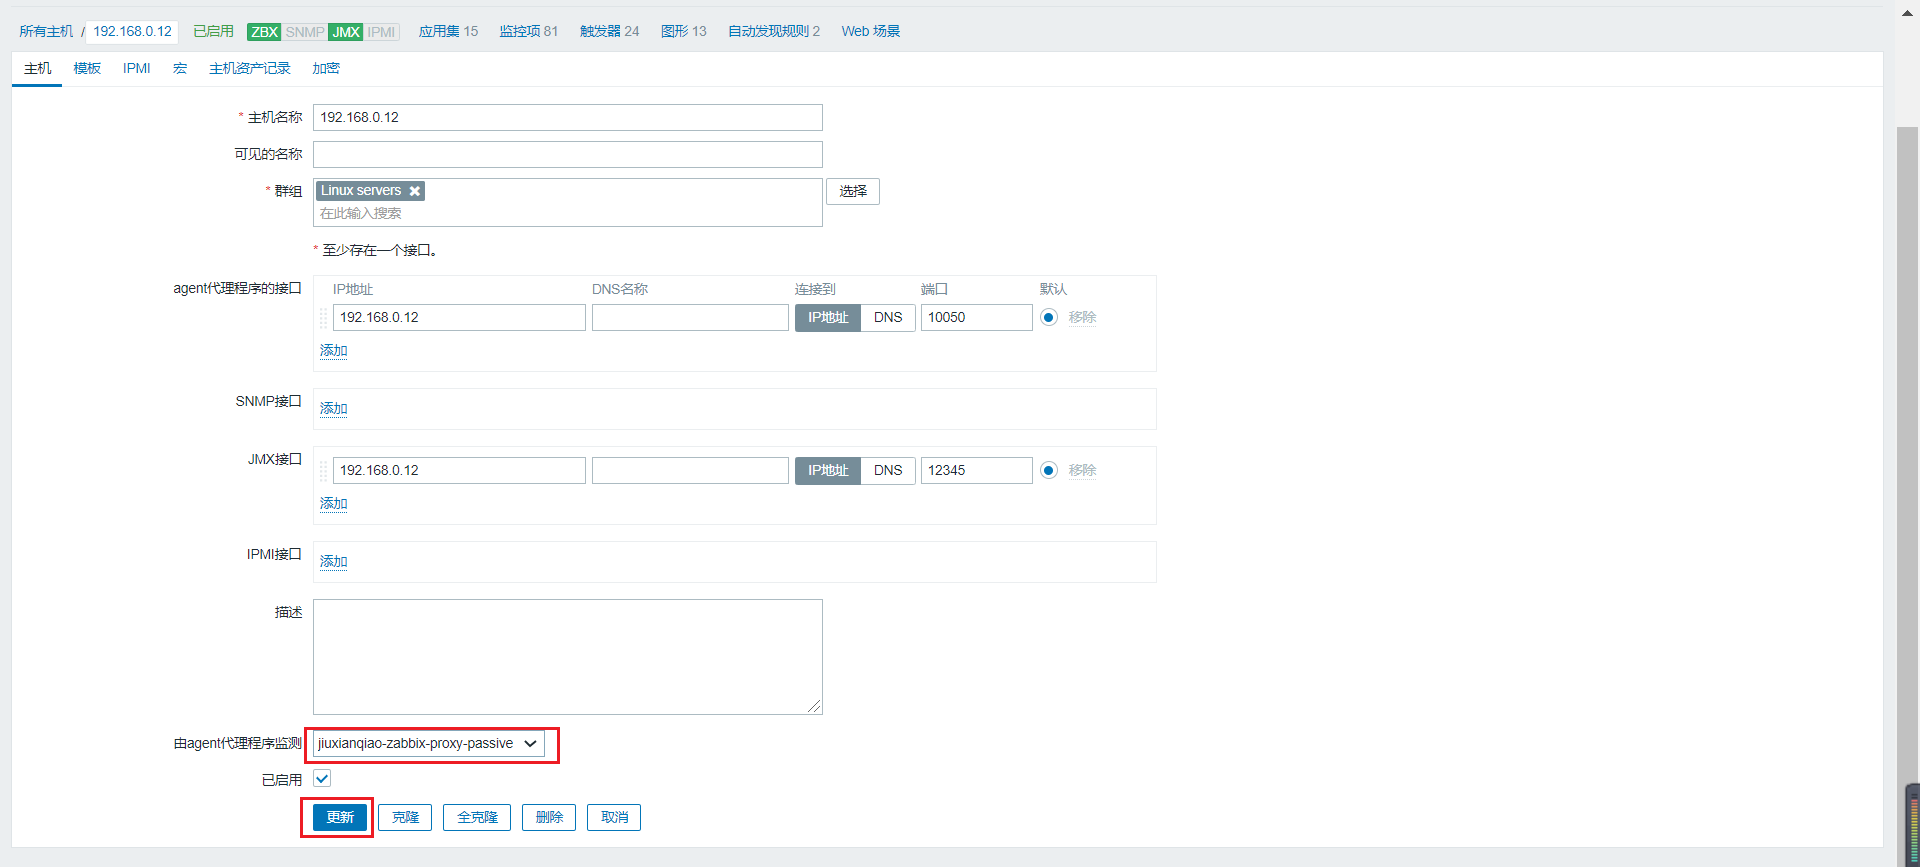 所有主机 / 192.168.0.12 已启用 ZBX SNMP JMX IPMI 应用集 15 监控项 81 触发器 24 图形 13 自动发现规则 2 Web 场景
主机 模板 IPMI 宏 主机资产记录 加密
* 主机名称 192.168.0.12
可见的名称
* 群组 Linux servers
选择
在此输入搜索
* 至少存在一个接口。
agent代理程序的接口 IP地址 DNS名称 连接到 端口 默认
192.168.0.12 IP地址 DNS 10050 移除
添加
SNMP接口 添加
JMX接口 192.168.0.12 IP地址 DNS 12345 移除
添加
IPMI接口 添加
描述
由agent代理程序监测 jiuxianqiao-zabbix-proxy-passive
已启用
更新 克隆 全克隆 删除 取消